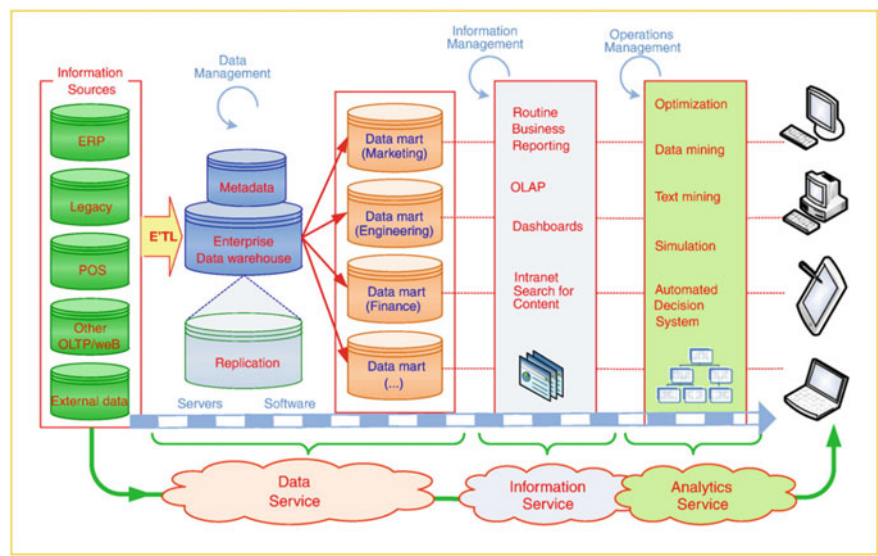 Information
Sources
ERP
Legacy
POS
Other
OLTP/weB
External data
E'TL
Data
Management
Metadata
Enterprise
Data warehouse
Replication
Servers
Software
Data mart
(Marketing)
Data mart
(Engineering)
Data mart
(Finance)
Data mart
(...)
Information
Management
Routine
Business
Reporting
OLAP
Dashboards
Intranet
Search for
Content
Operations
Management
Optimization
Data mining
Text mining
Simulation
Automated
Decision
System
Data
Service
Information
Service
Analytics
Service